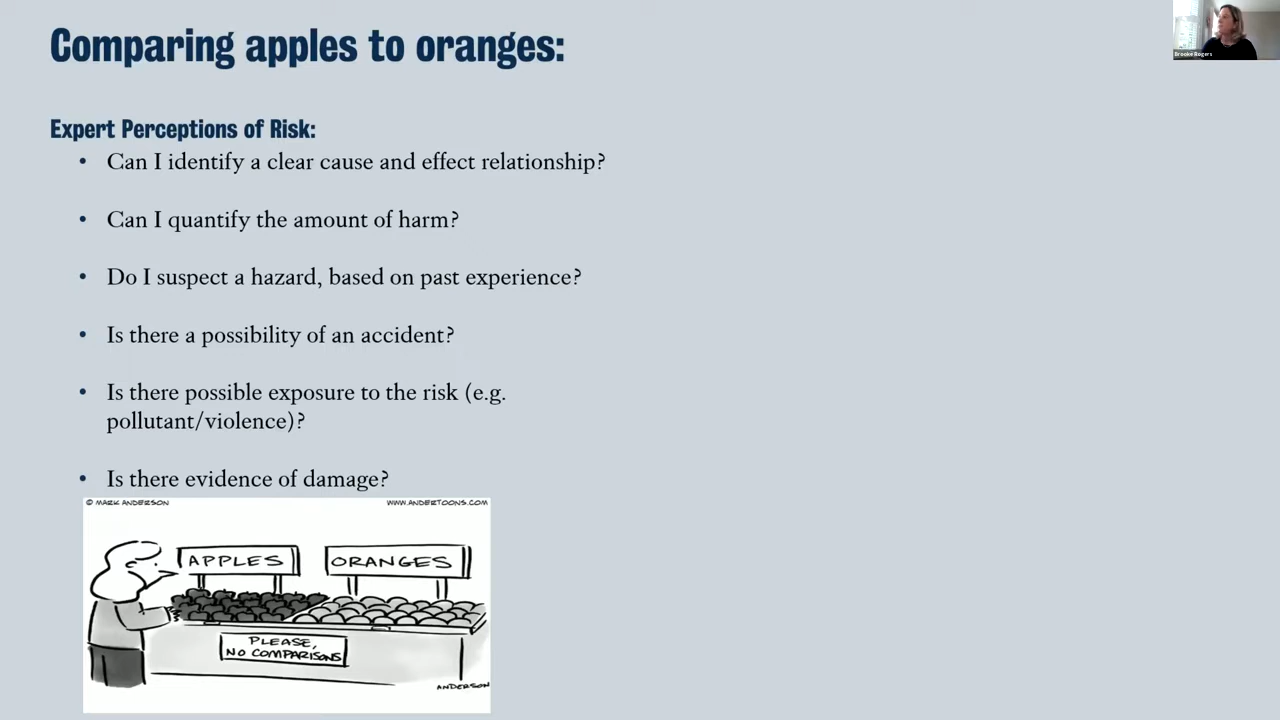 Comparing apples to oranges:
Brooke Rogers
Expert Perceptions of Risk:
• Can I identify a clear cause and effect relationship?
• Can I quantify the amount of harm?
• Do I suspect a hazard, based on past experience?
• Is there a possibility of an accident?
• Is there possible exposure to the risk (e.g.
pollutant/violence)?
• Is there evidence of damage?
© MARK ANDERSON
WWW.ANDERTOONS.COM
APPLES
ORANGES
PLEASE,
NO COMPARISONS
ANDERSON